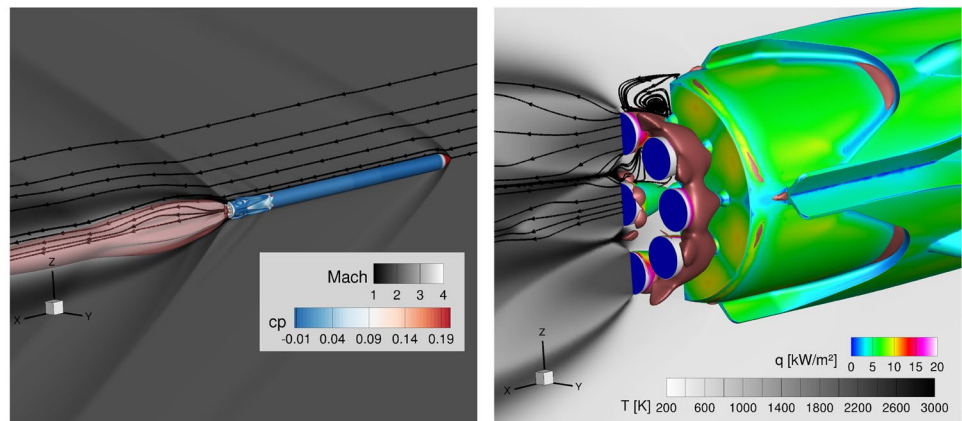 Z
X Y
Mach
1 2 3 4
cp
-0.01 0.04 0.09 0.14 0.19
Z
X Y
q [kW/m²]
0 5 10 15 20
T [K]
200 600 1000 1400 1800 2200 2600 3000